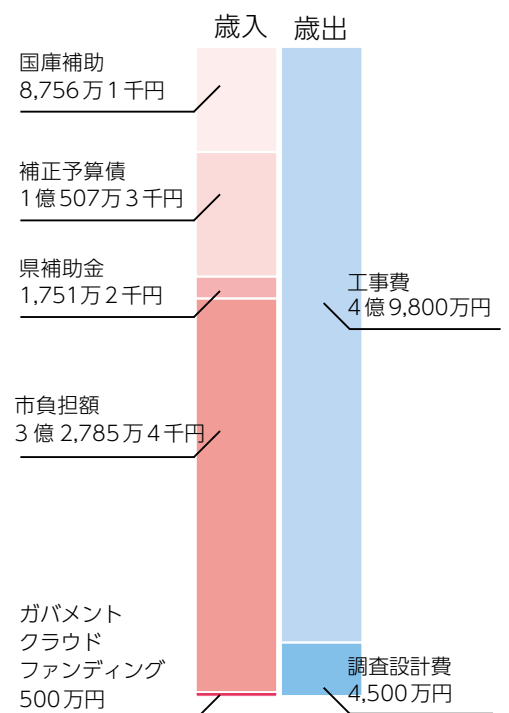 歳入 歳出
国庫補助
8,756万1千円
補正予算債
1億507万3千円
県補助金
1,751万2千円
市負担額
3億2,785万4千円
ガバメント
クラウド
ファンディング
500万円
工事費
4億9,800万円
調査設計費
4,500万円